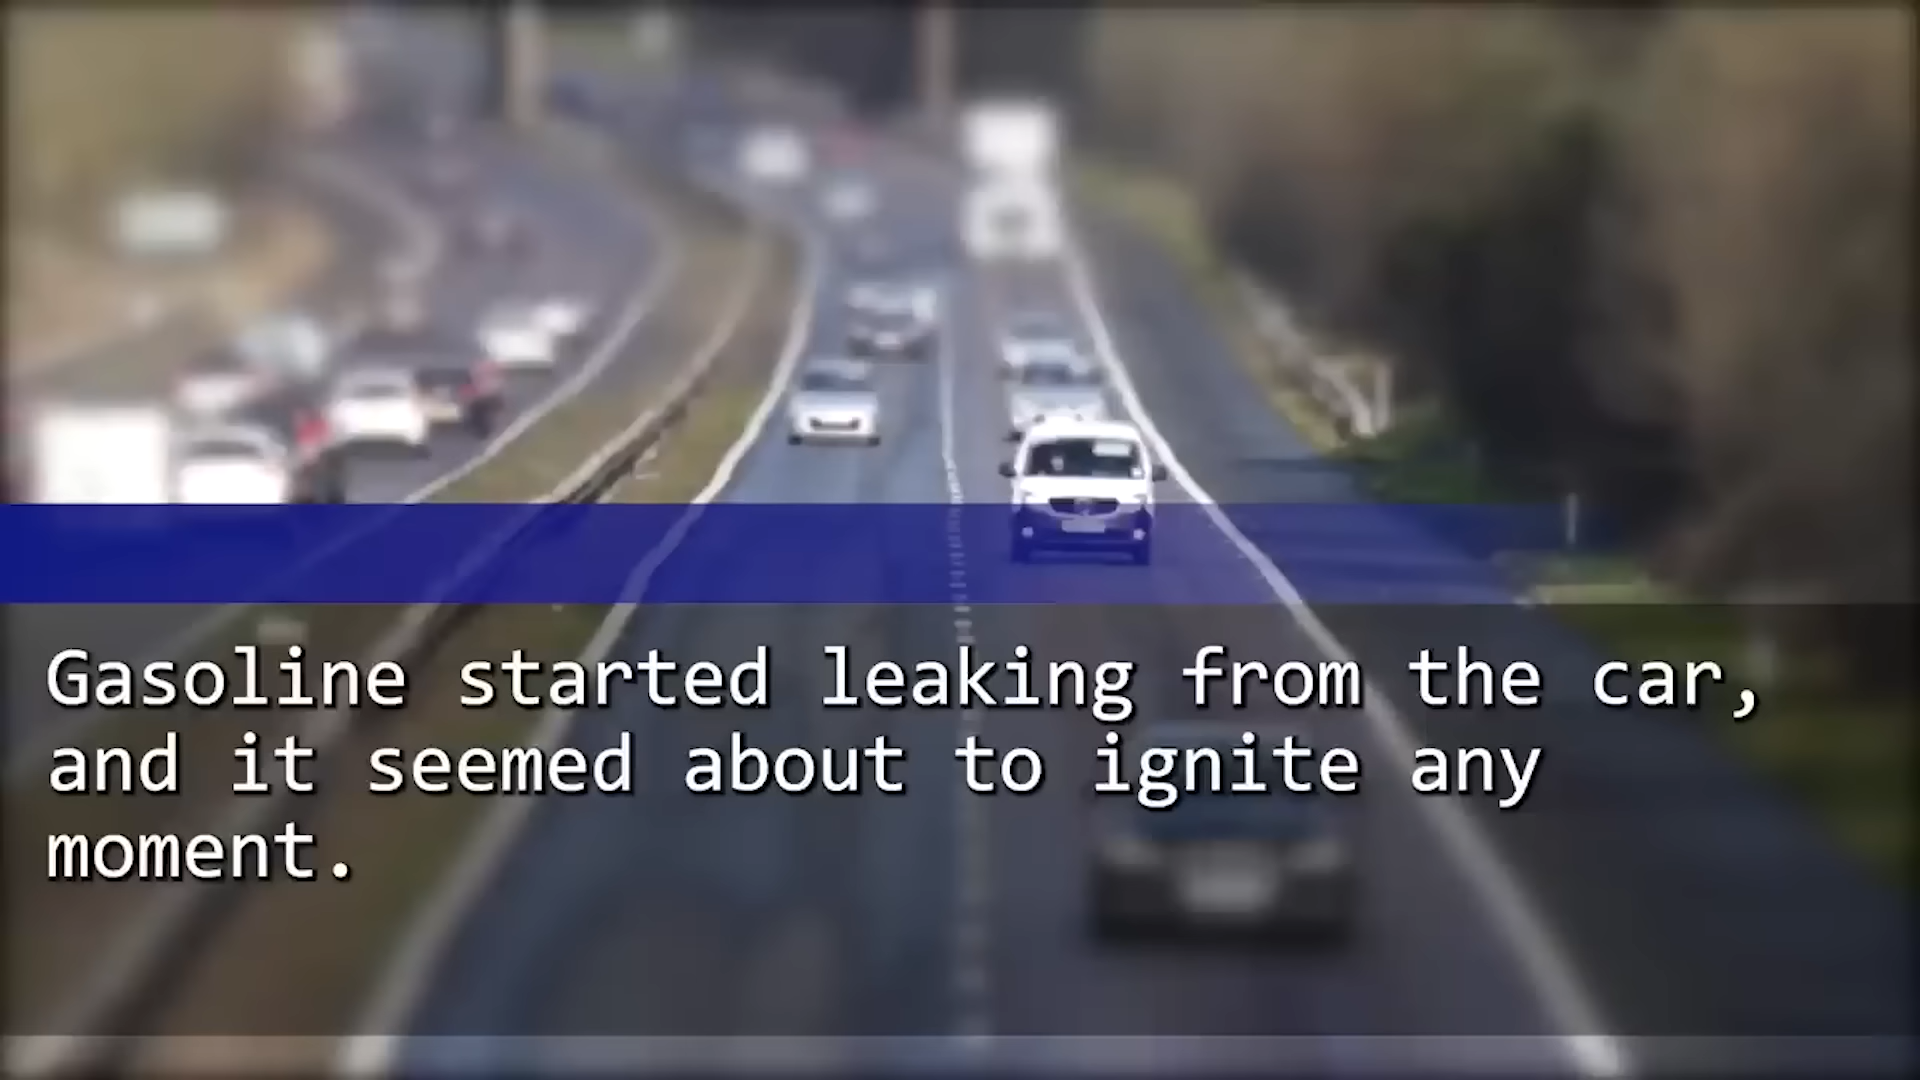 Gasoline started leaking from the car,
and it seemed about to ignite any
moment.